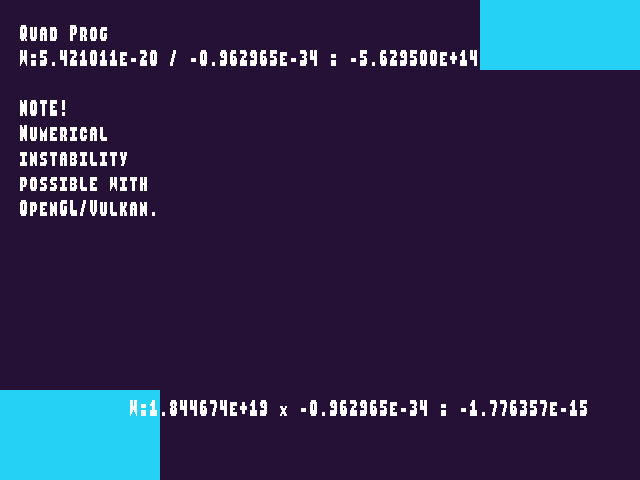 Quad Prog
W:5.421011e-20 / -0.962965e-34 : -5.629500e+14
NOTE!
Numerical
instability
possible with
OpenGL/Vulkan.
W:1.844674e+19 x -0.962965e-34 : -1.776357e-15